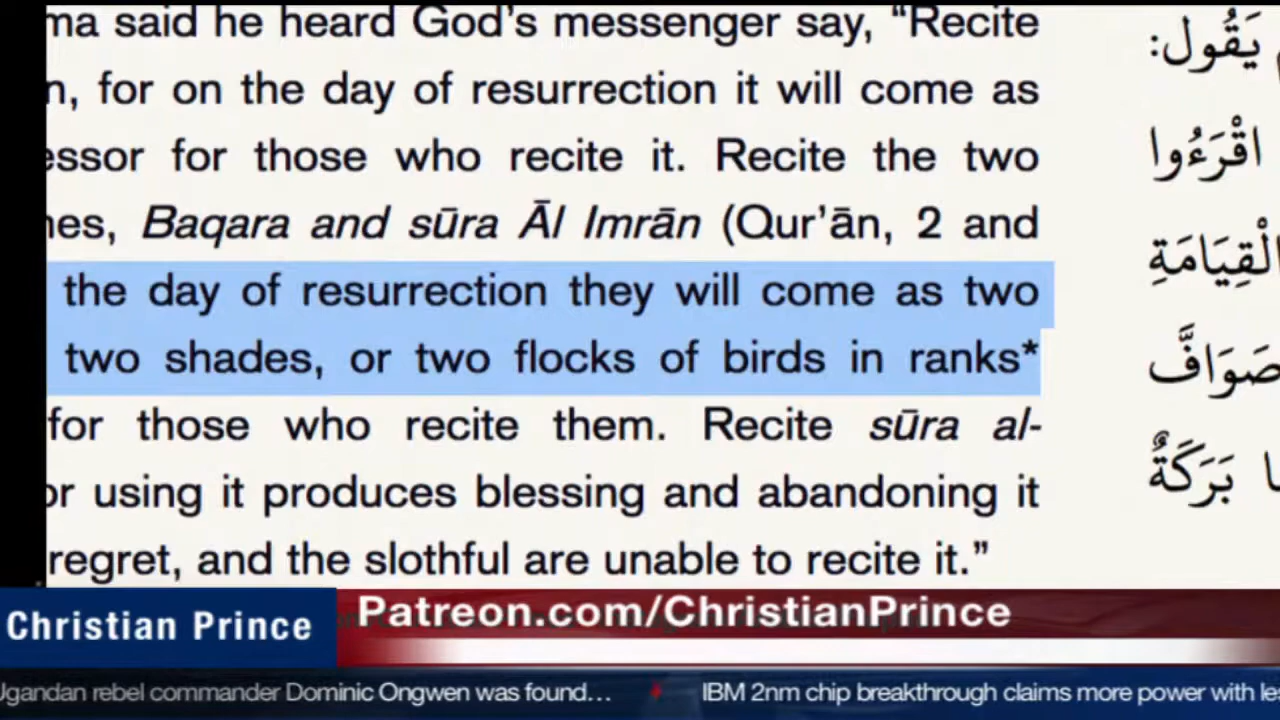 ma said he heard God's messenger say, “Recite
n, for on the day of resurrection it will come as
essor for those who recite it. Recite the two
nes, Baqara and sūra Āl Imrān (Qur’ān, 2 and
the day of resurrection they will come as two
two shades, or two flocks of birds in ranks*
for those who recite them. Recite sūra al-
or using it produces blessing and abandoning it
regret, and the slothful are unable to recite it.”
يَقُول:
اقْرَءُوا
الْقِيَامَةِ
صَوَافَّ
بَرَكَةٌ
Christian Prince
Patreon.com/ChristianPrince
Ugandan rebel commander Dominic Ongwen was found...
IBM 2nm chip breakthrough claims more power with les